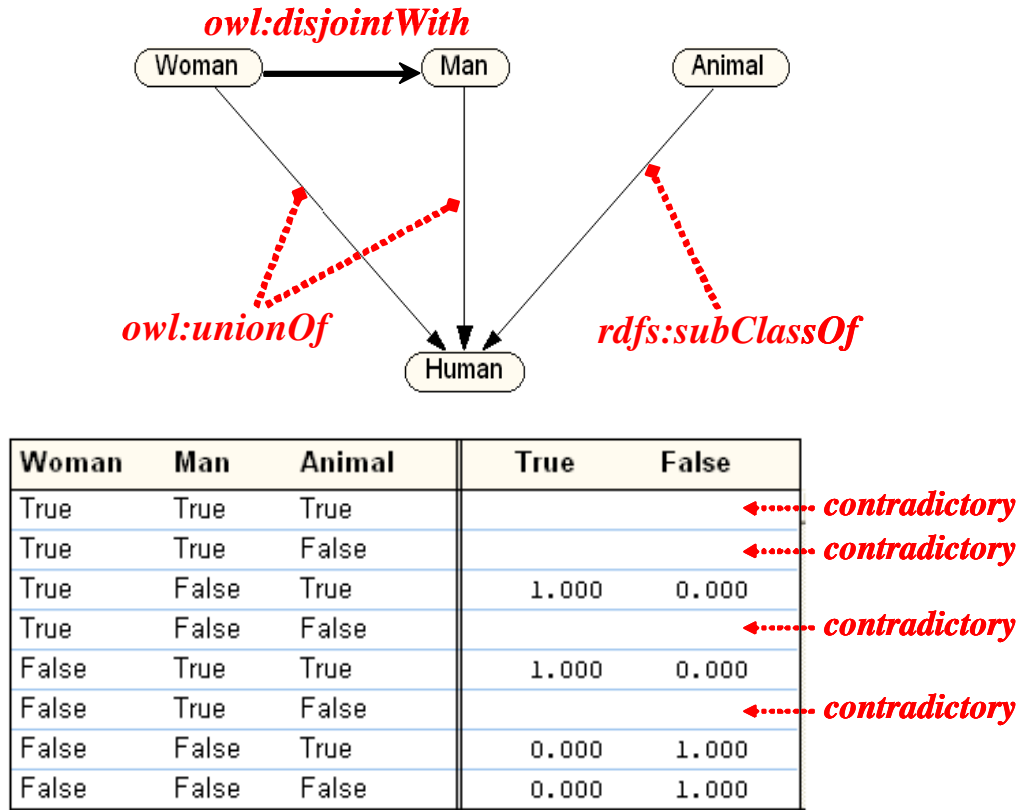 owl:disjointWith
Woman Man Animal
owl:unionOf rdfs:subClassOf
Human
Woman Man Animal True False
True True True contradictory
True True False contradictory
True False True 1.000 0.000
True False False contradictory
False True True 1.000 0.000
False True False contradictory
False False True 0.000 1.000
False False False 0.000 1.000